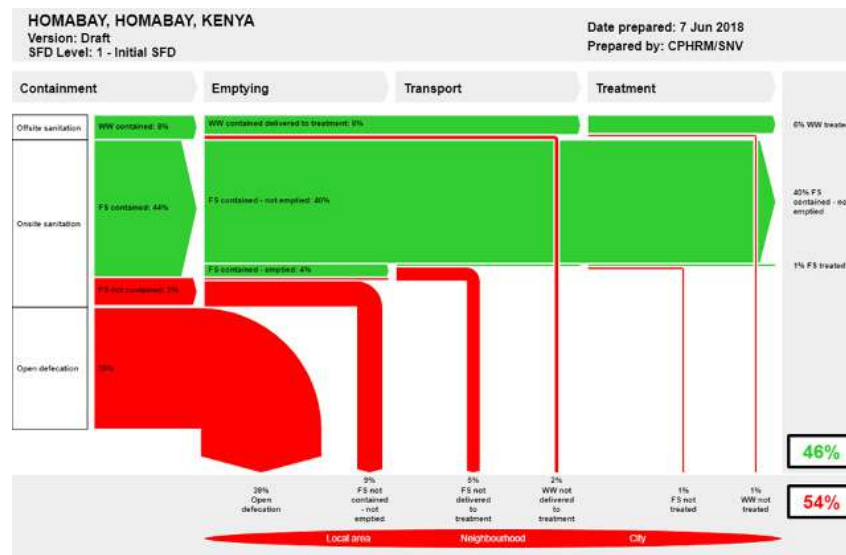 HOMABAY, HOMABAY, KENYA
Version: Draft
SFD Level: 1 - Initial SFD
Date prepared: 7 Jun 2018
Prepared by: CPHRM/SNV
Containment
Emptying
Transport
Treatment
Offsite sanitation
WW contained: 8%
WW contained delivered to treatment: 6%
6% WW treated
Onsite sanitation
FS contained: 44%
FS contained - not emptied: 40%
40% FS
contained - not
emptied
FS contained - emptied: 4%
1% FS treated
FS not contained:
Open defecation
46%
39%
Open
defecation
9%
FS not
contained
- not
emptied
5%
FS not
delivered
to
treatment
2%
WW not
delivered
to
treatment
1%
FS not
treated
1%
WW not
treated
54%
Local area
Neighbourhood
City